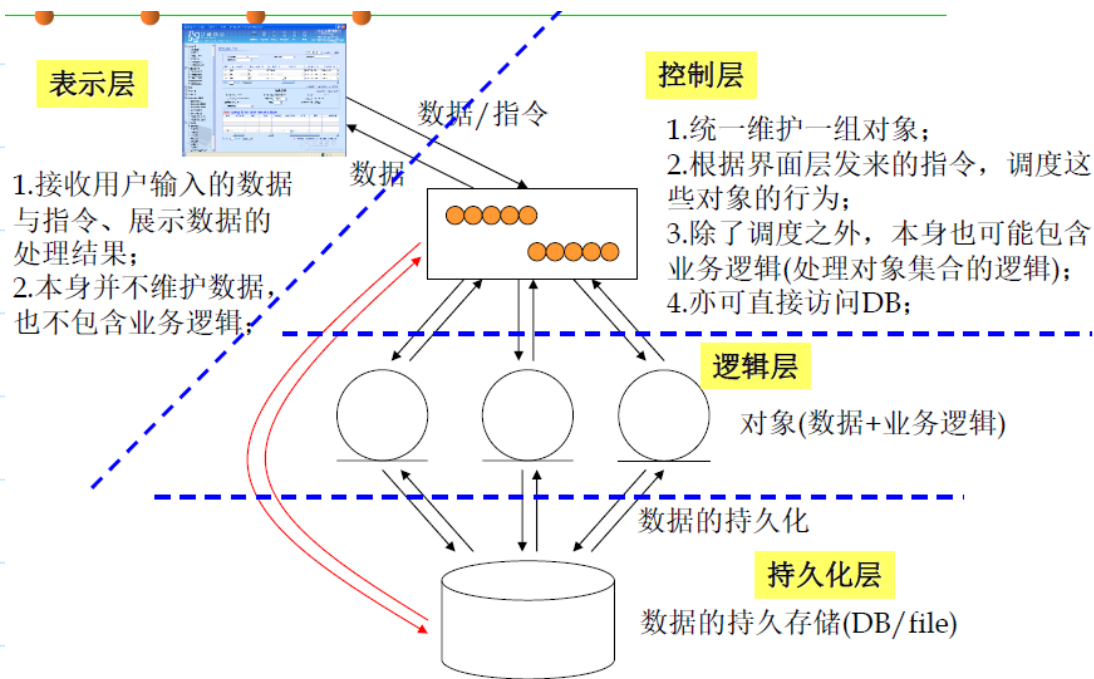 表示层
数据/指令
数据
1.接收用户输入的数据
与指令、展示数据的
处理结果；
2.本身并不维护数据，
也不包含业务逻辑；
控制层
1.统一维护一组对象；
2.根据界面层发来的指令，调度这
些对象的行为；
3.除了调度之外，本身也可能包含
业务逻辑(处理对象集合的逻辑)；
4.亦可直接访问DB；
逻辑层
对象(数据+业务逻辑)
数据的持久化
持久化层
数据的持久存储(DB/file)